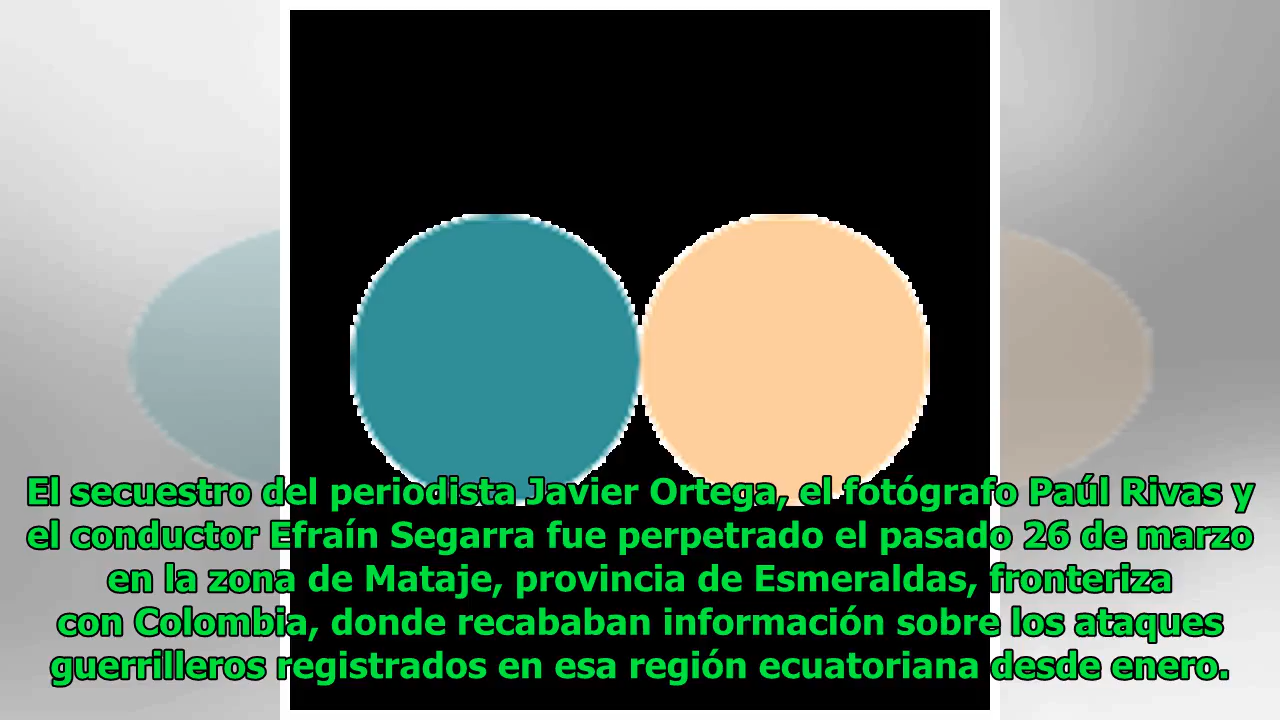 El secuestro del periodista Javier Ortega, el fotógrafo Paúl Rivas y
el conductor Efraín Segarra fue perpetrado el pasado 26 de marzo
en la zona de Mataje, provincia de Esmeraldas, fronteriza
con Colombia, donde recababan información sobre los ataques
guerrilleros registrados en esa región ecuatoriana desde enero.